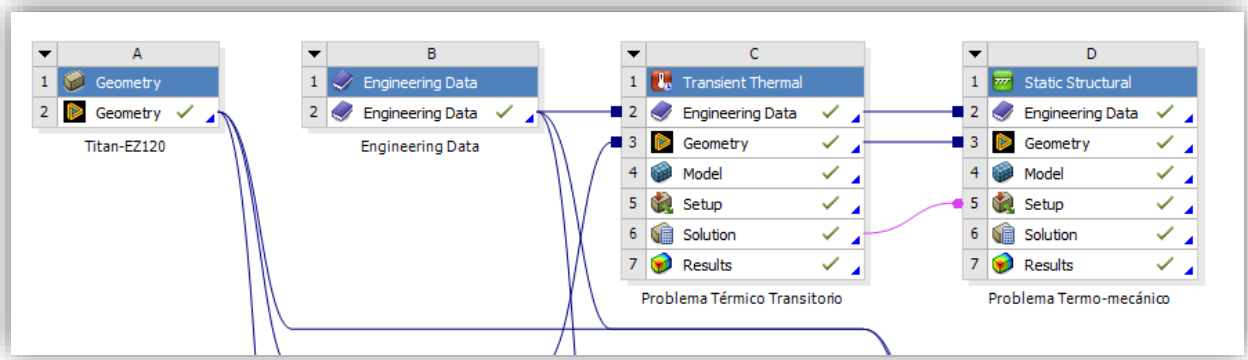 A
1 Geometry
2 Geometry
Titan-EZ120
B
1 Engineering Data
2 Engineering Data
Engineering Data
C
1 Transient Thermal
2 Engineering Data
3 Geometry
4 Model
5 Setup
6 Solution
7 Results
Problema Térmico Transitorio
D
1 Static Structural
2 Engineering Data
3 Geometry
4 Model
5 Setup
6 Solution
7 Results
Problema Termo-mecánico